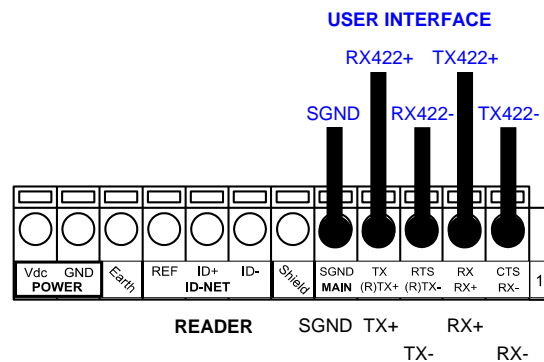 USER INTERFACE
RX422+ TX422+
SGND RX422- TX422-
Vdc GND Earth REF ID+ ID- Shield SGND TX RTS RX CTS 1
POWER ID-NET MAIN (R)TX+ (R)TX- RX+ RX-
READER SGND TX+ RX+
TX- RX-